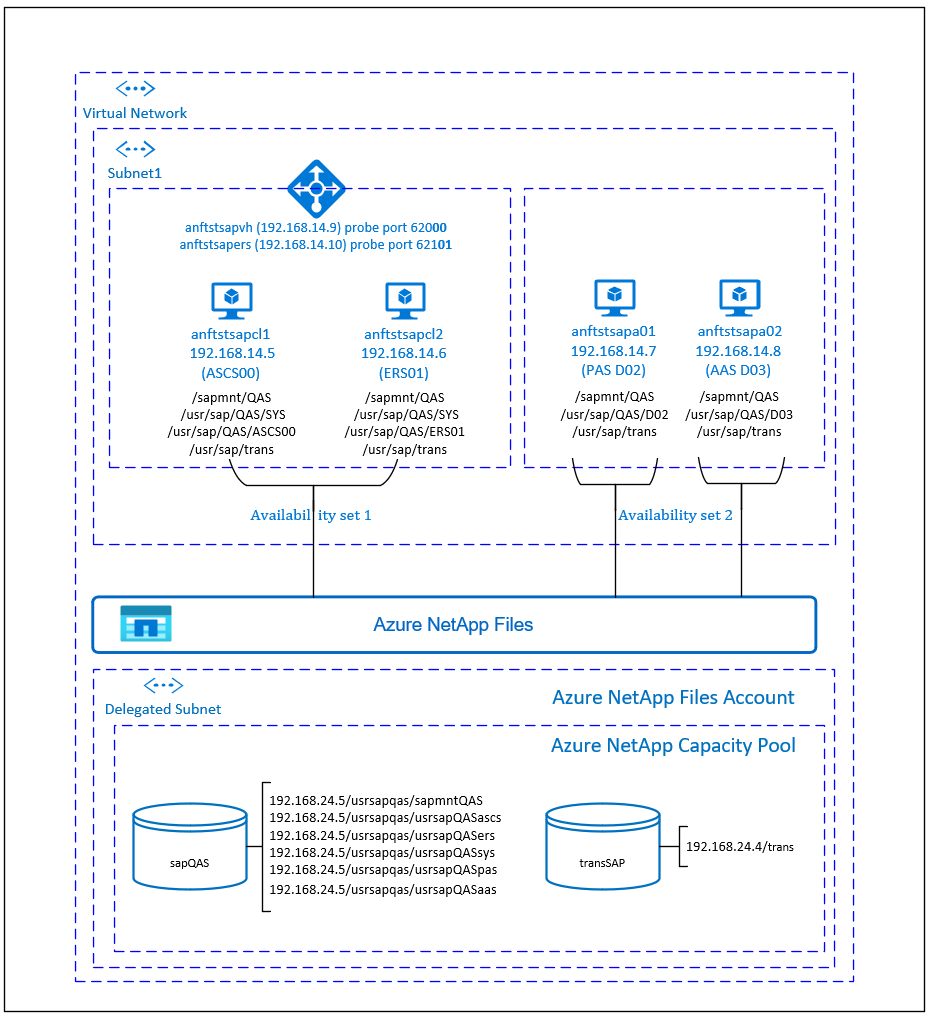 Virtual Network
Subnet1
anftstsapvh (192.168.14.9) probe port 62000
anftstsapers (192.168.14.10) probe port 62101
anftstsapcl1
192.168.14.5
(ASCS00)
/sapmnt/QAS
/usr/sap/QAS/SYS
/usr/sap/QAS/ASCS00
/usr/sap/trans
anftstsapcl2
192.168.14.6
(ERS01)
/sapmnt/QAS
/usr/sap/QAS/SYS
/usr/sap/QAS/ERS01
/usr/sap/trans
Availability set 1
anftstsapa01
192.168.14.7
(PAS D02)
/sapmnt/QAS
/usr/sap/QAS/D02
/usr/sap/trans
anftstsapa02
192.168.14.8
(AAS D03)
/sapmnt/QAS
/usr/sap/QAS/D03
/usr/sap/trans
Availability set 2
Azure NetApp Files
Delegated Subnet
Azure NetApp Files Account
Azure NetApp Capacity Pool
sapQAS
192.168.24.5/usrsapqas/sapmntQAS
192.168.24.5/usrsapqas/usrsapQASascs
192.168.24.5/usrsapqas/usrsapQASers
192.168.24.5/usrsapqas/usrsapQASsys
192.168.24.5/usrsapqas/usrsapQASpas
192.168.24.5/usrsapqas/usrsapQASaas
transSAP
192.168.24.4/trans